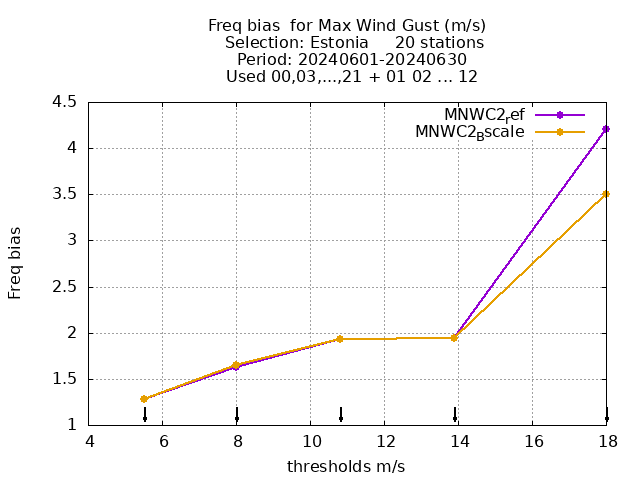 Freq bias  for Max Wind Gust (m/s)
Selection: Estonia     20 stations
Period: 20240601-20240630
Used 00,03,...,21 + 01 02 ... 12
MNWC2ref
MNWC2Bscale
4.5
4
3.5
3
2.5
2
1.5
1
Freq bias
4 6 8 10 12 14 16 18
thresholds m/s